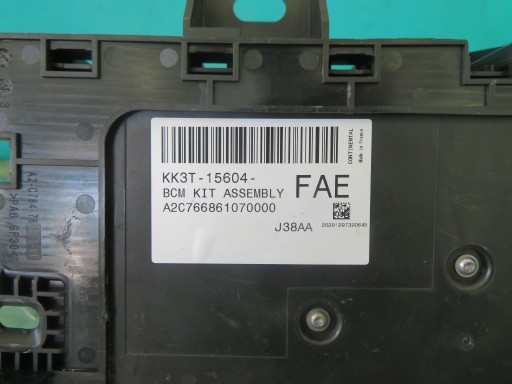 CONTINENTAL
Made in France
KK3T-15604-
BCM KIT ASSEMBLY
FAE
A2C766861070000
J38AA